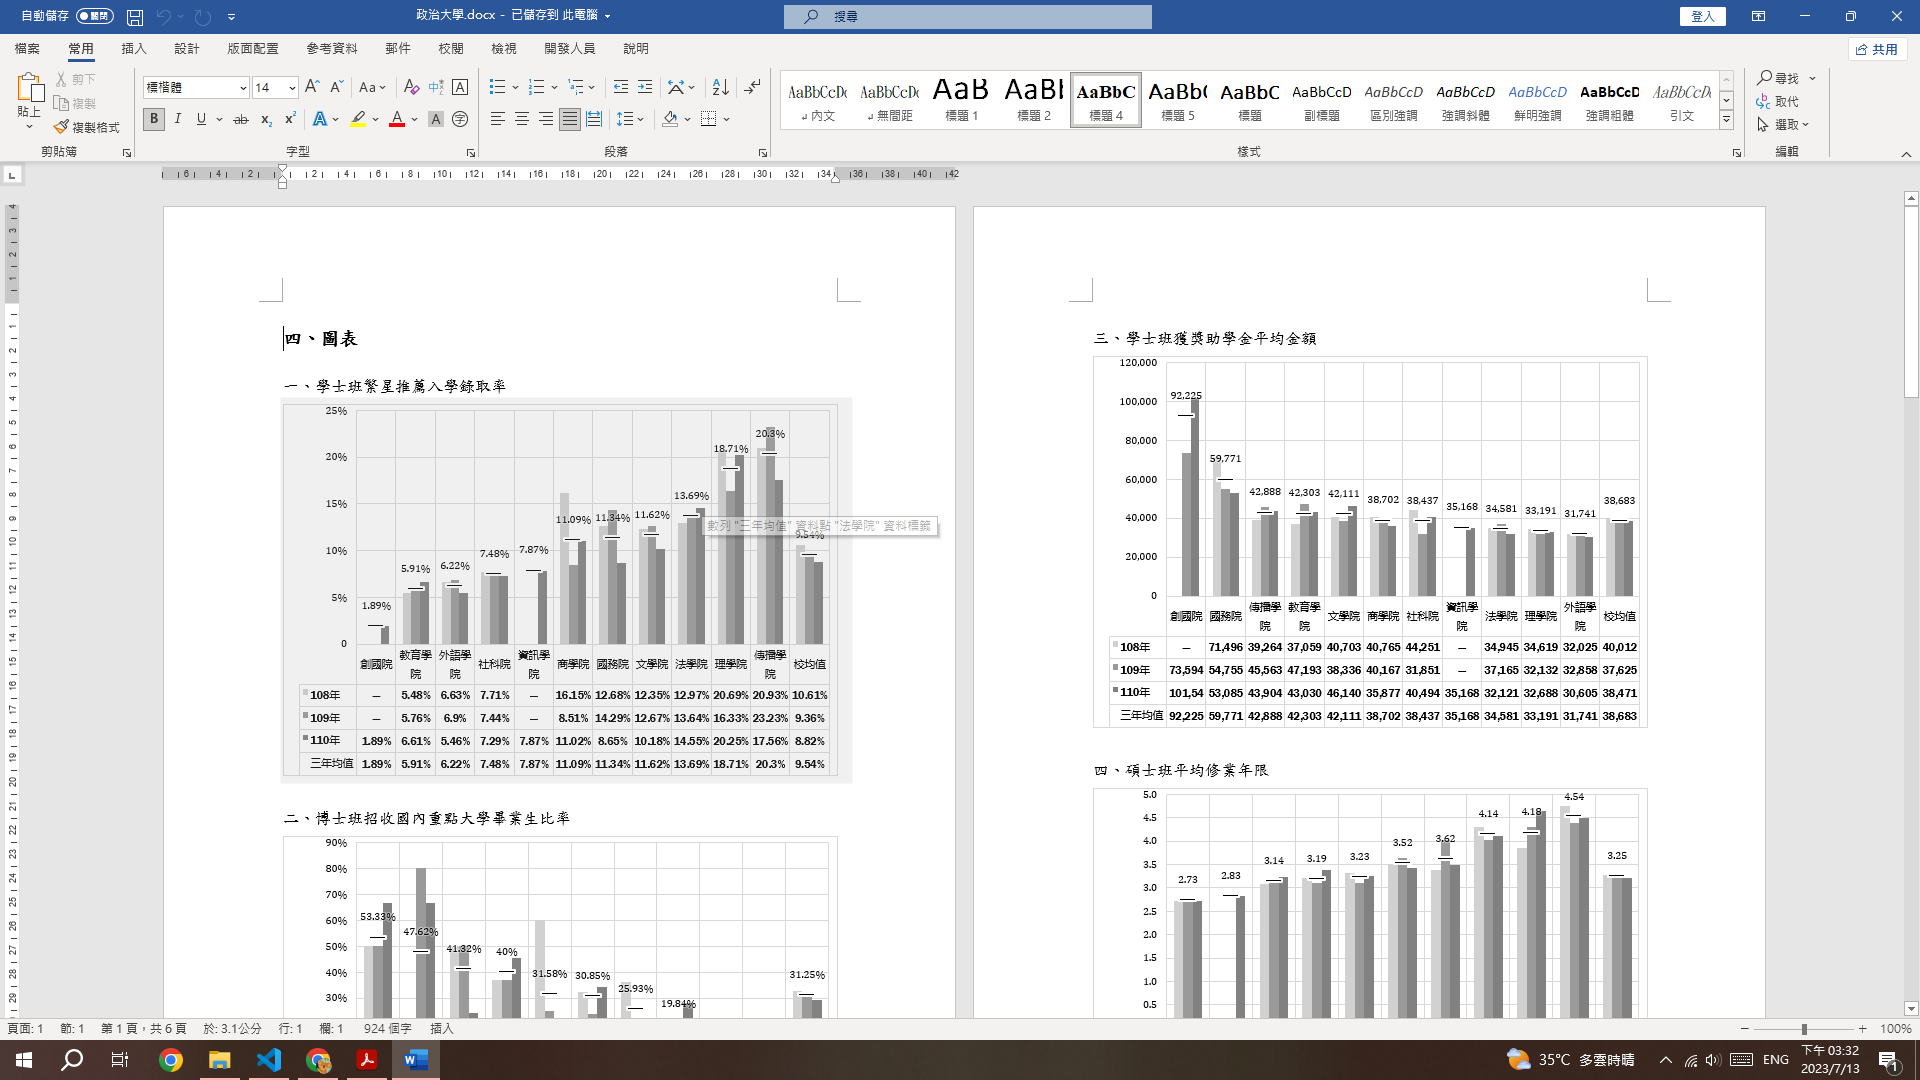 自動儲存 關閉 政治大學.docx - 已儲存到 此電腦 搜尋 登入
檔案 常用 插入 設計 版面配置 參考資料 郵件 校閱 檢視 開發人員 說明 共用
貼上 剪下 複製 複製格式
標楷體 14
AaBbCcDc AaBbCcDc AaB AaBl AaBbC AaBb( AaBbC AaBbCcD AaBbCcD AaBbCcD AaBbCcD AaBbCcD AaBbCcD
內文 無間距 標題 1 標題 2 標題 4 標題 5 標題 副標題 區別強調 強調斜體 鮮明強調 強調粗體 引文
尋找 取代 選取
剪貼簿 字型 段落 樣式 編輯
6 4 2 2 4 6 8 10 12 14 16 18 20 22 24 26 28 30 32 34 36 38 40 42
四、圖表
一、學士班繁星推薦入學錄取率
25%
20%
15%
10%
5%
0
1.89% 5.91% 6.22% 7.48% 7.87% 11.09% 11.34% 11.62% 13.69% 18.71% 20.3% 9.54%
數列 "三年均值" 資料點 "法學院" 資料標籤
創國院 教育學院 外語學院 社科院 資訊學院 商學院 國務院 文學院 法學院 理學院 傳播學院 校均值
108年 — 5.48% 6.63% 7.71% — 16.15% 12.68% 12.35% 12.97% 20.69% 20.93% 10.61%
109年 — 5.76% 6.9% 7.44% — 8.51% 14.29% 12.67% 13.64% 16.33% 23.23% 9.36%
110年 1.89% 6.61% 5.46% 7.29% 7.87% 11.02% 8.65% 10.18% 14.55% 20.25% 17.56% 8.82%
三年均值 1.89% 5.91% 6.22% 7.48% 7.87% 11.09% 11.34% 11.62% 13.69% 18.71% 20.3% 9.54%
二、博士班招收國內重點大學畢業生比率
90%
80%
70%
60%
50%
40%
30%
53.33% 47.62% 41.32% 40% 31.58% 30.85% 25.93% 19.84% 31.25%
三、學士班獲獎助學金平均金額
120,000
100,000
80,000
60,000
40,000
20,000
0
92,225 59,771 42,888 42,303 42,111 38,702 38,437 35,168 34,581 33,191 31,741 38,683
創國院 國務院 傳播學院 教育學院 文學院 商學院 社科院 資訊學院 法學院 理學院 外語學院 校均值
108年 — 71,496 39,264 37,059 40,703 40,765 44,251 — 34,945 34,619 32,025 40,012
109年 73,594 54,755 45,563 47,193 38,336 40,167 31,851 — 37,165 32,132 32,858 37,625
110年 101,54 53,085 43,904 43,030 46,140 35,877 40,494 35,168 32,121 32,688 30,605 38,471
三年均值 92,225 59,771 42,888 42,303 42,111 38,702 38,437 35,168 34,581 33,191 31,741 38,683
四、碩士班平均修業年限
5.0
4.5
4.0
3.5
3.0
2.5
2.0
1.5
1.0
0.5
2.73 2.83 3.14 3.19 3.23 3.52 3.62 4.14 4.18 4.54 3.25
頁面: 1 節: 1 第 1 頁，共 6 頁 於: 3.1公分 行: 1 欄: 1 924 個字 插入 100%
35°C 多雲時晴 ENG 下午 03:32
2023/7/13 1